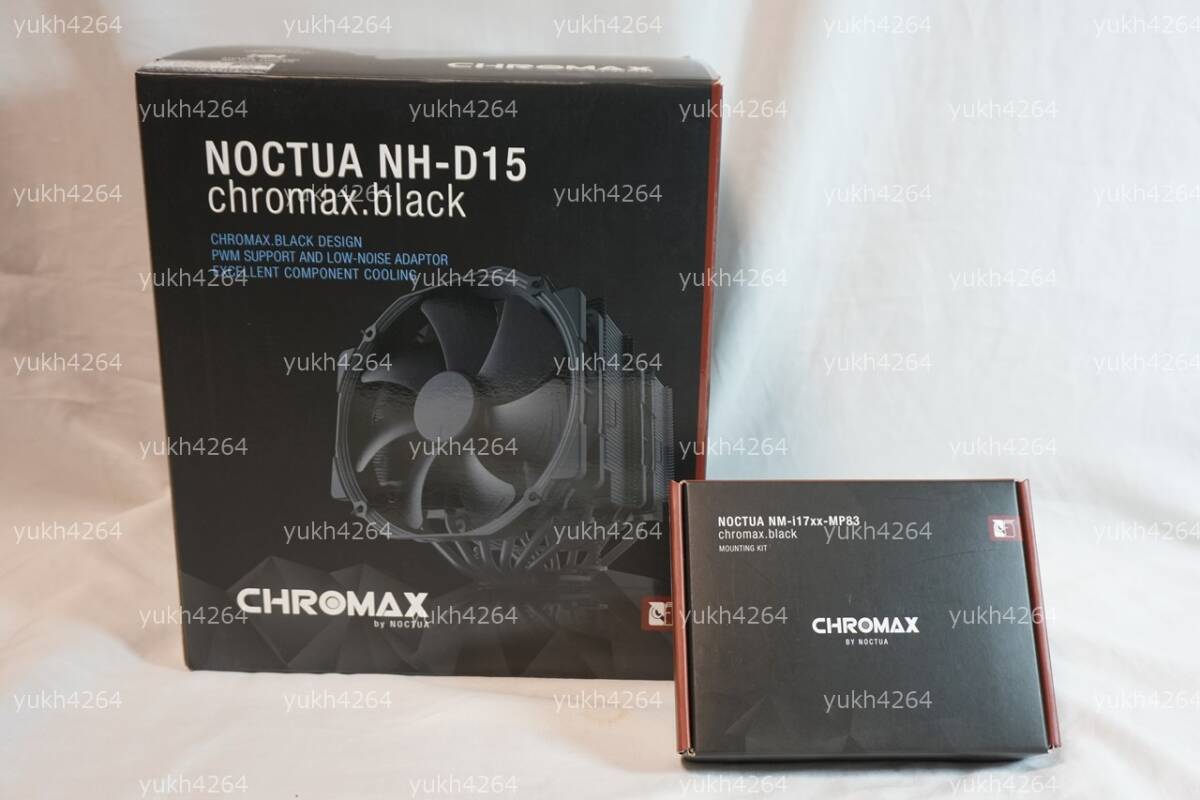 CHROMAX
NOCTUA NH-D15
chromax.black
CHROMAX.BLACK DESIGN
PWM SUPPORT AND LOW-NOISE ADAPTOR
EXCELLENT COMPONENT COOLING
CHROMAX
by NOCTUA
NOCTUA NM-i17xx-MP83
chromax.black
MOUNTING KIT
CHROMAX
BY NOCTUA
yukh4264